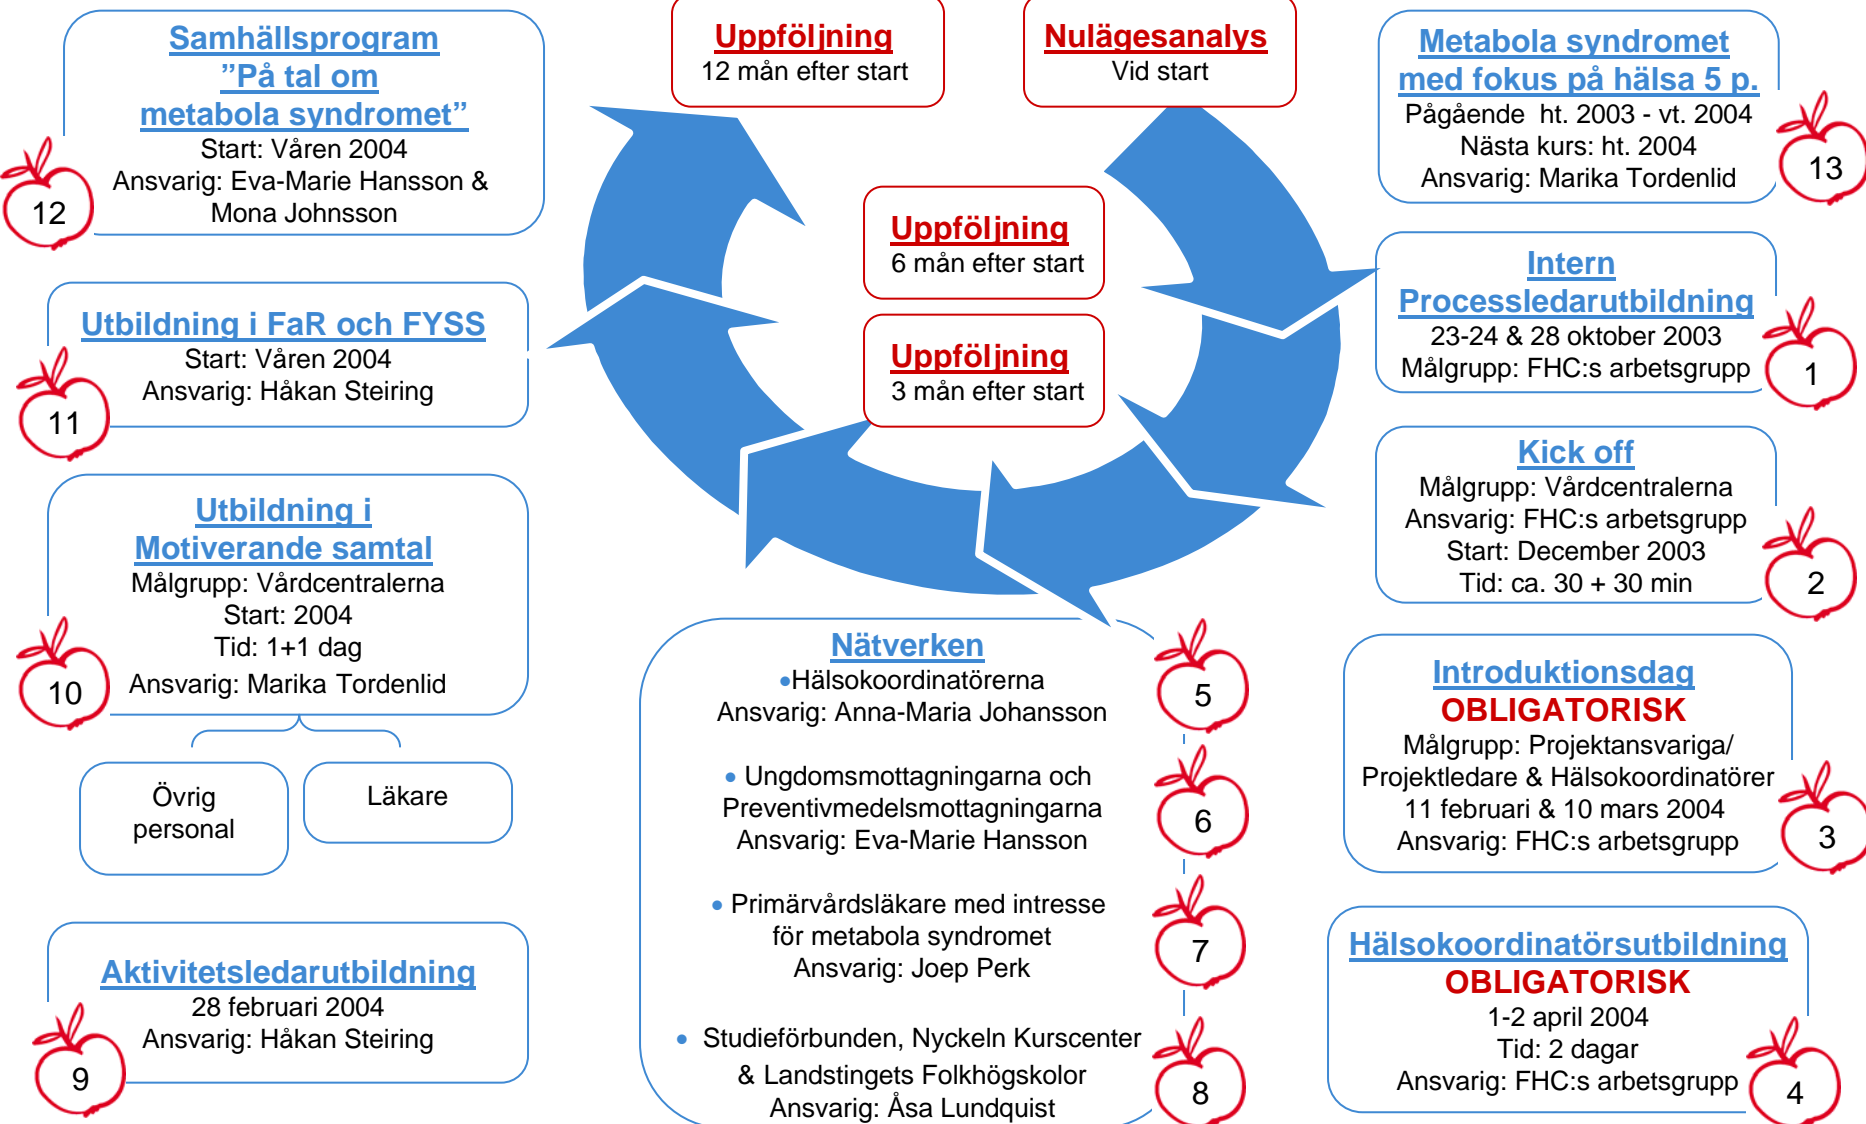 Samhällsprogram
”På tal om
metabola syndromet”
Start: Våren 2004
Ansvarig: Eva-Marie Hansson &
Mona Johnsson
12
Utbildning i FaR och FYSS
Start: Våren 2004
Ansvarig: Håkan Steiring
11
Utbildning i
Motiverande samtal
Målgrupp: Vårdcentralerna
Start: 2004
Tid: 1+1 dag
Ansvarig: Marika Tordenlid
10
Övrig
personal
Läkare
Aktivitetsledarutbildning
28 februari 2004
Ansvarig: Håkan Steiring
9
Uppföljning
12 mån efter start
Nulägesanalys
Vid start
Uppföljning
6 mån efter start
Uppföljning
3 mån efter start
Nätverken
•Hälsokoordinatörerna
Ansvarig: Anna-Maria Johansson
5
• Ungdomsmottagningarna och
Preventivmedelsmottagningarna
Ansvarig: Eva-Marie Hansson
6
• Primärvårdsläkare med intresse
för metabola syndromet
Ansvarig: Joep Perk
7
• Studieförbunden, Nyckeln Kurscenter
& Landstingets Folkhögskolor
Ansvarig: Åsa Lundquist
8
Metabola syndromet
med fokus på hälsa 5 p.
Pågående ht. 2003 - vt. 2004
Nästa kurs: ht. 2004
Ansvarig: Marika Tordenlid
13
Intern
Processledarutbildning
23-24 & 28 oktober 2003
Målgrupp: FHC:s arbetsgrupp
1
Kick off
Målgrupp: Vårdcentralerna
Ansvarig: FHC:s arbetsgrupp
Start: December 2003
Tid: ca. 30 + 30 min
2
Introduktionsdag
OBLIGATORISK
Målgrupp: Projektansvariga/
Projektledare & Hälsokoordinatörer
11 februari & 10 mars 2004
Ansvarig: FHC:s arbetsgrupp
3
Hälsokoordinatörsutbildning
OBLIGATORISK
1-2 april 2004
Tid: 2 dagar
Ansvarig: FHC:s arbetsgrupp
4